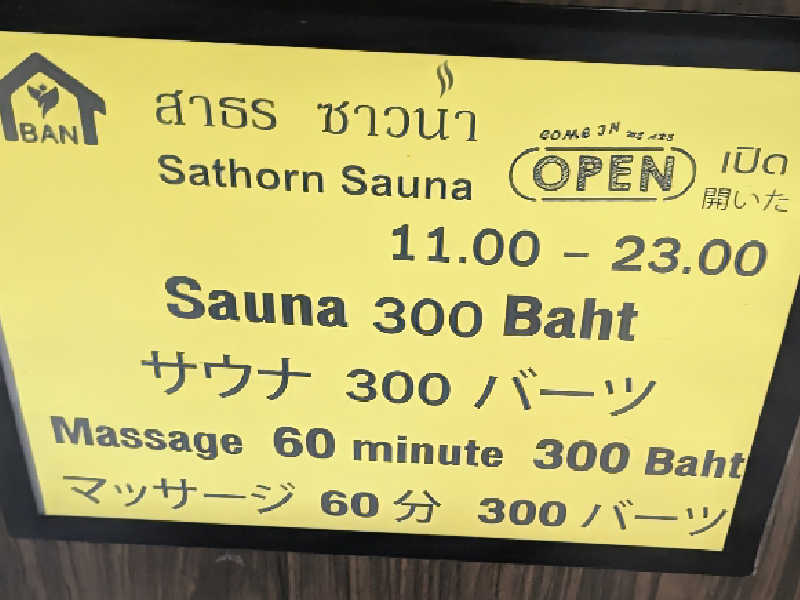 BAN
สาธร ซาวน่า
Sathorn Sauna
COME IN WE ARE
OPEN
เปิด
開いた
11.00 – 23.00
Sauna 300 Baht
サウナ 300 バーツ
Massage 60 minute 300 Baht
マッサージ 60 分 300 バーツ